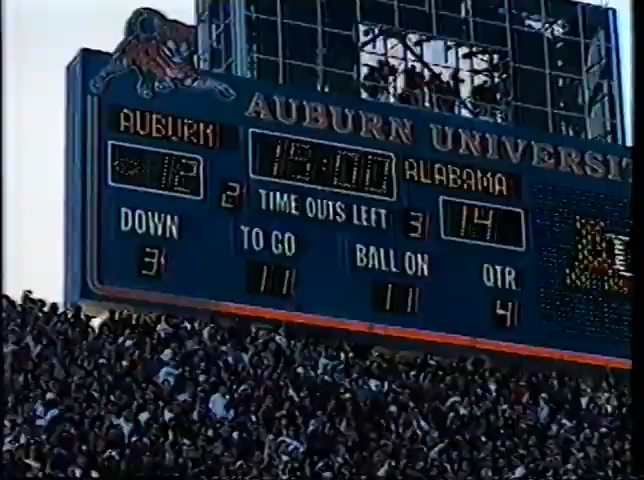 AUBURN UNIVERSI
AUBURN 15:00 ALABAMA
12 14
2 TIME OUTS LEFT 3
DOWN TO GO BALL ON QTR.
3 11 11 4